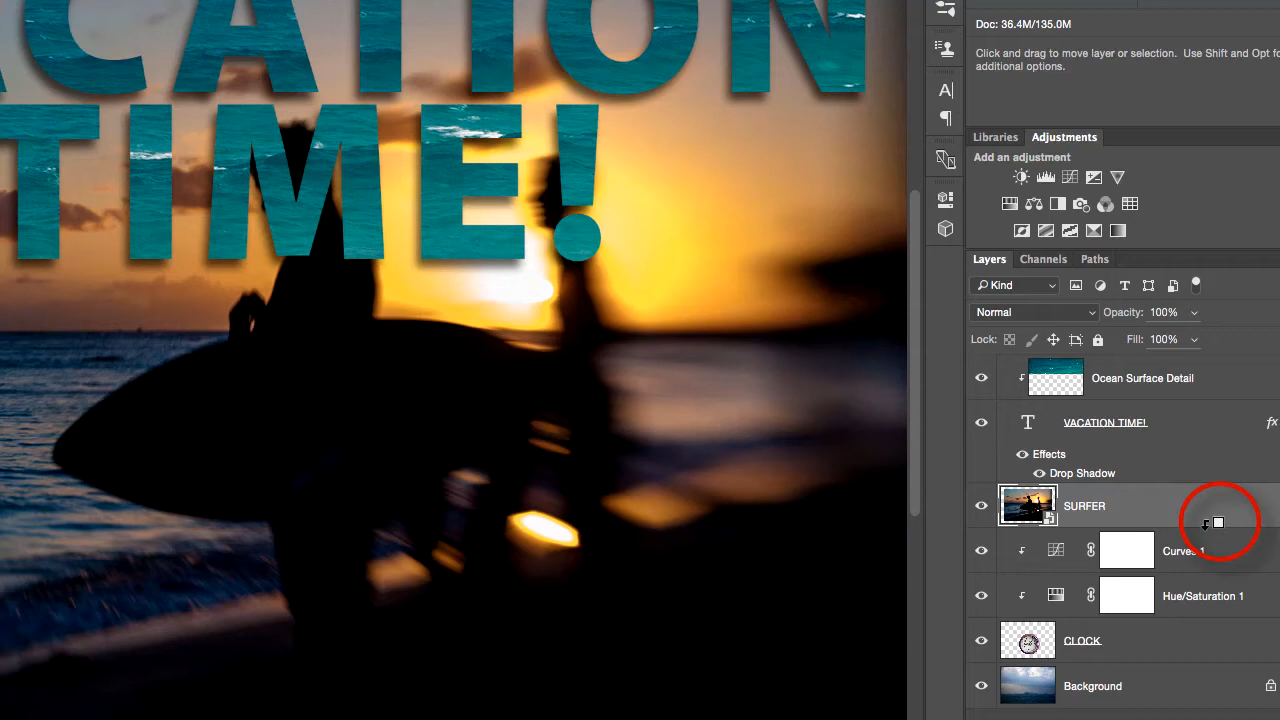 VACATION
TIME!
Doc: 36.4M/135.0M
Click and drag to move layer or selection. Use Shift and Opt fo
additional options.
Libraries Adjustments
Add an adjustment
Layers Channels Paths
Kind
Normal Opacity: 100%
Lock: Fill: 100%
Ocean Surface Detail
T VACATION TIME! fx
Effects
Drop Shadow
SURFER
Curves 1
Hue/Saturation 1
CLOCK
Background